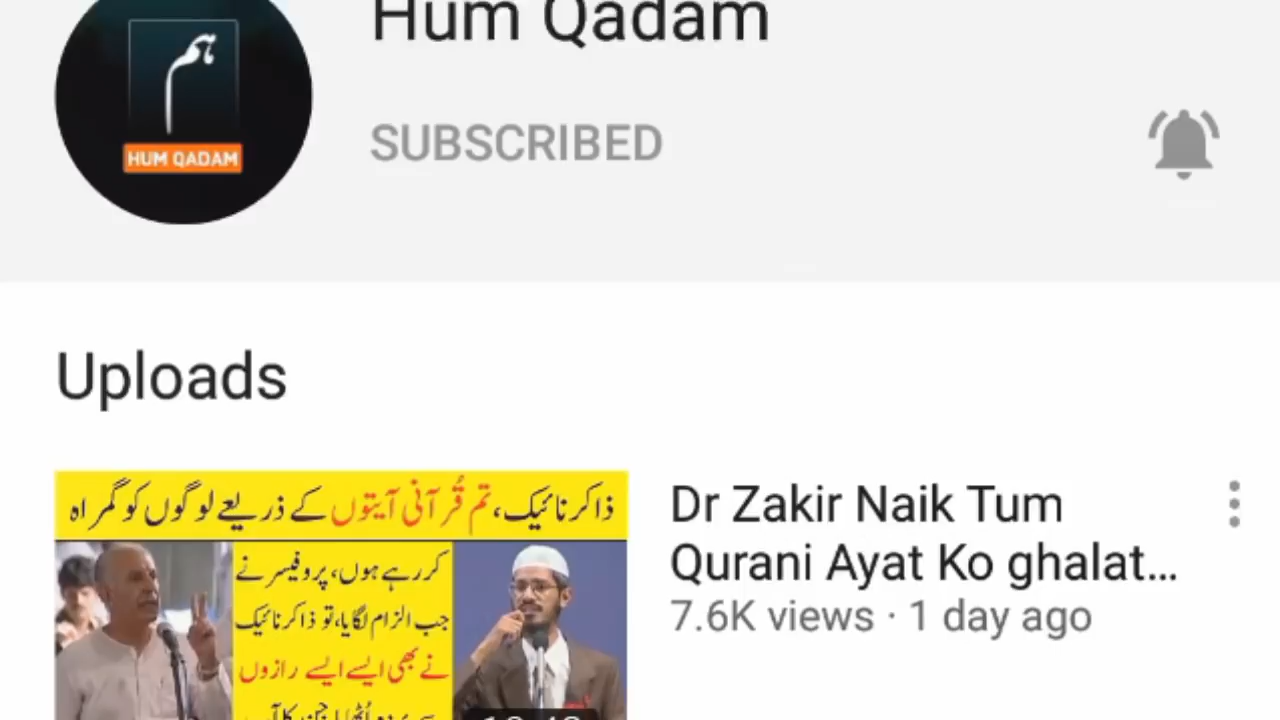 Hum Qadam
ہم
HUM QADAM
SUBSCRIBED
Uploads
ذاکر نائیک، تم قُرآنی آیتوں کے ذریعے لوگوں کو گمراہ
کر رہے ہوں، پروفیسر نے
جب الزام لگایا، تو ذاکر نائیک
نے بھی ایسے ایسے رازوں
Dr Zakir Naik Tum
Qurani Ayat Ko ghalat...
7.6K views · 1 day ago